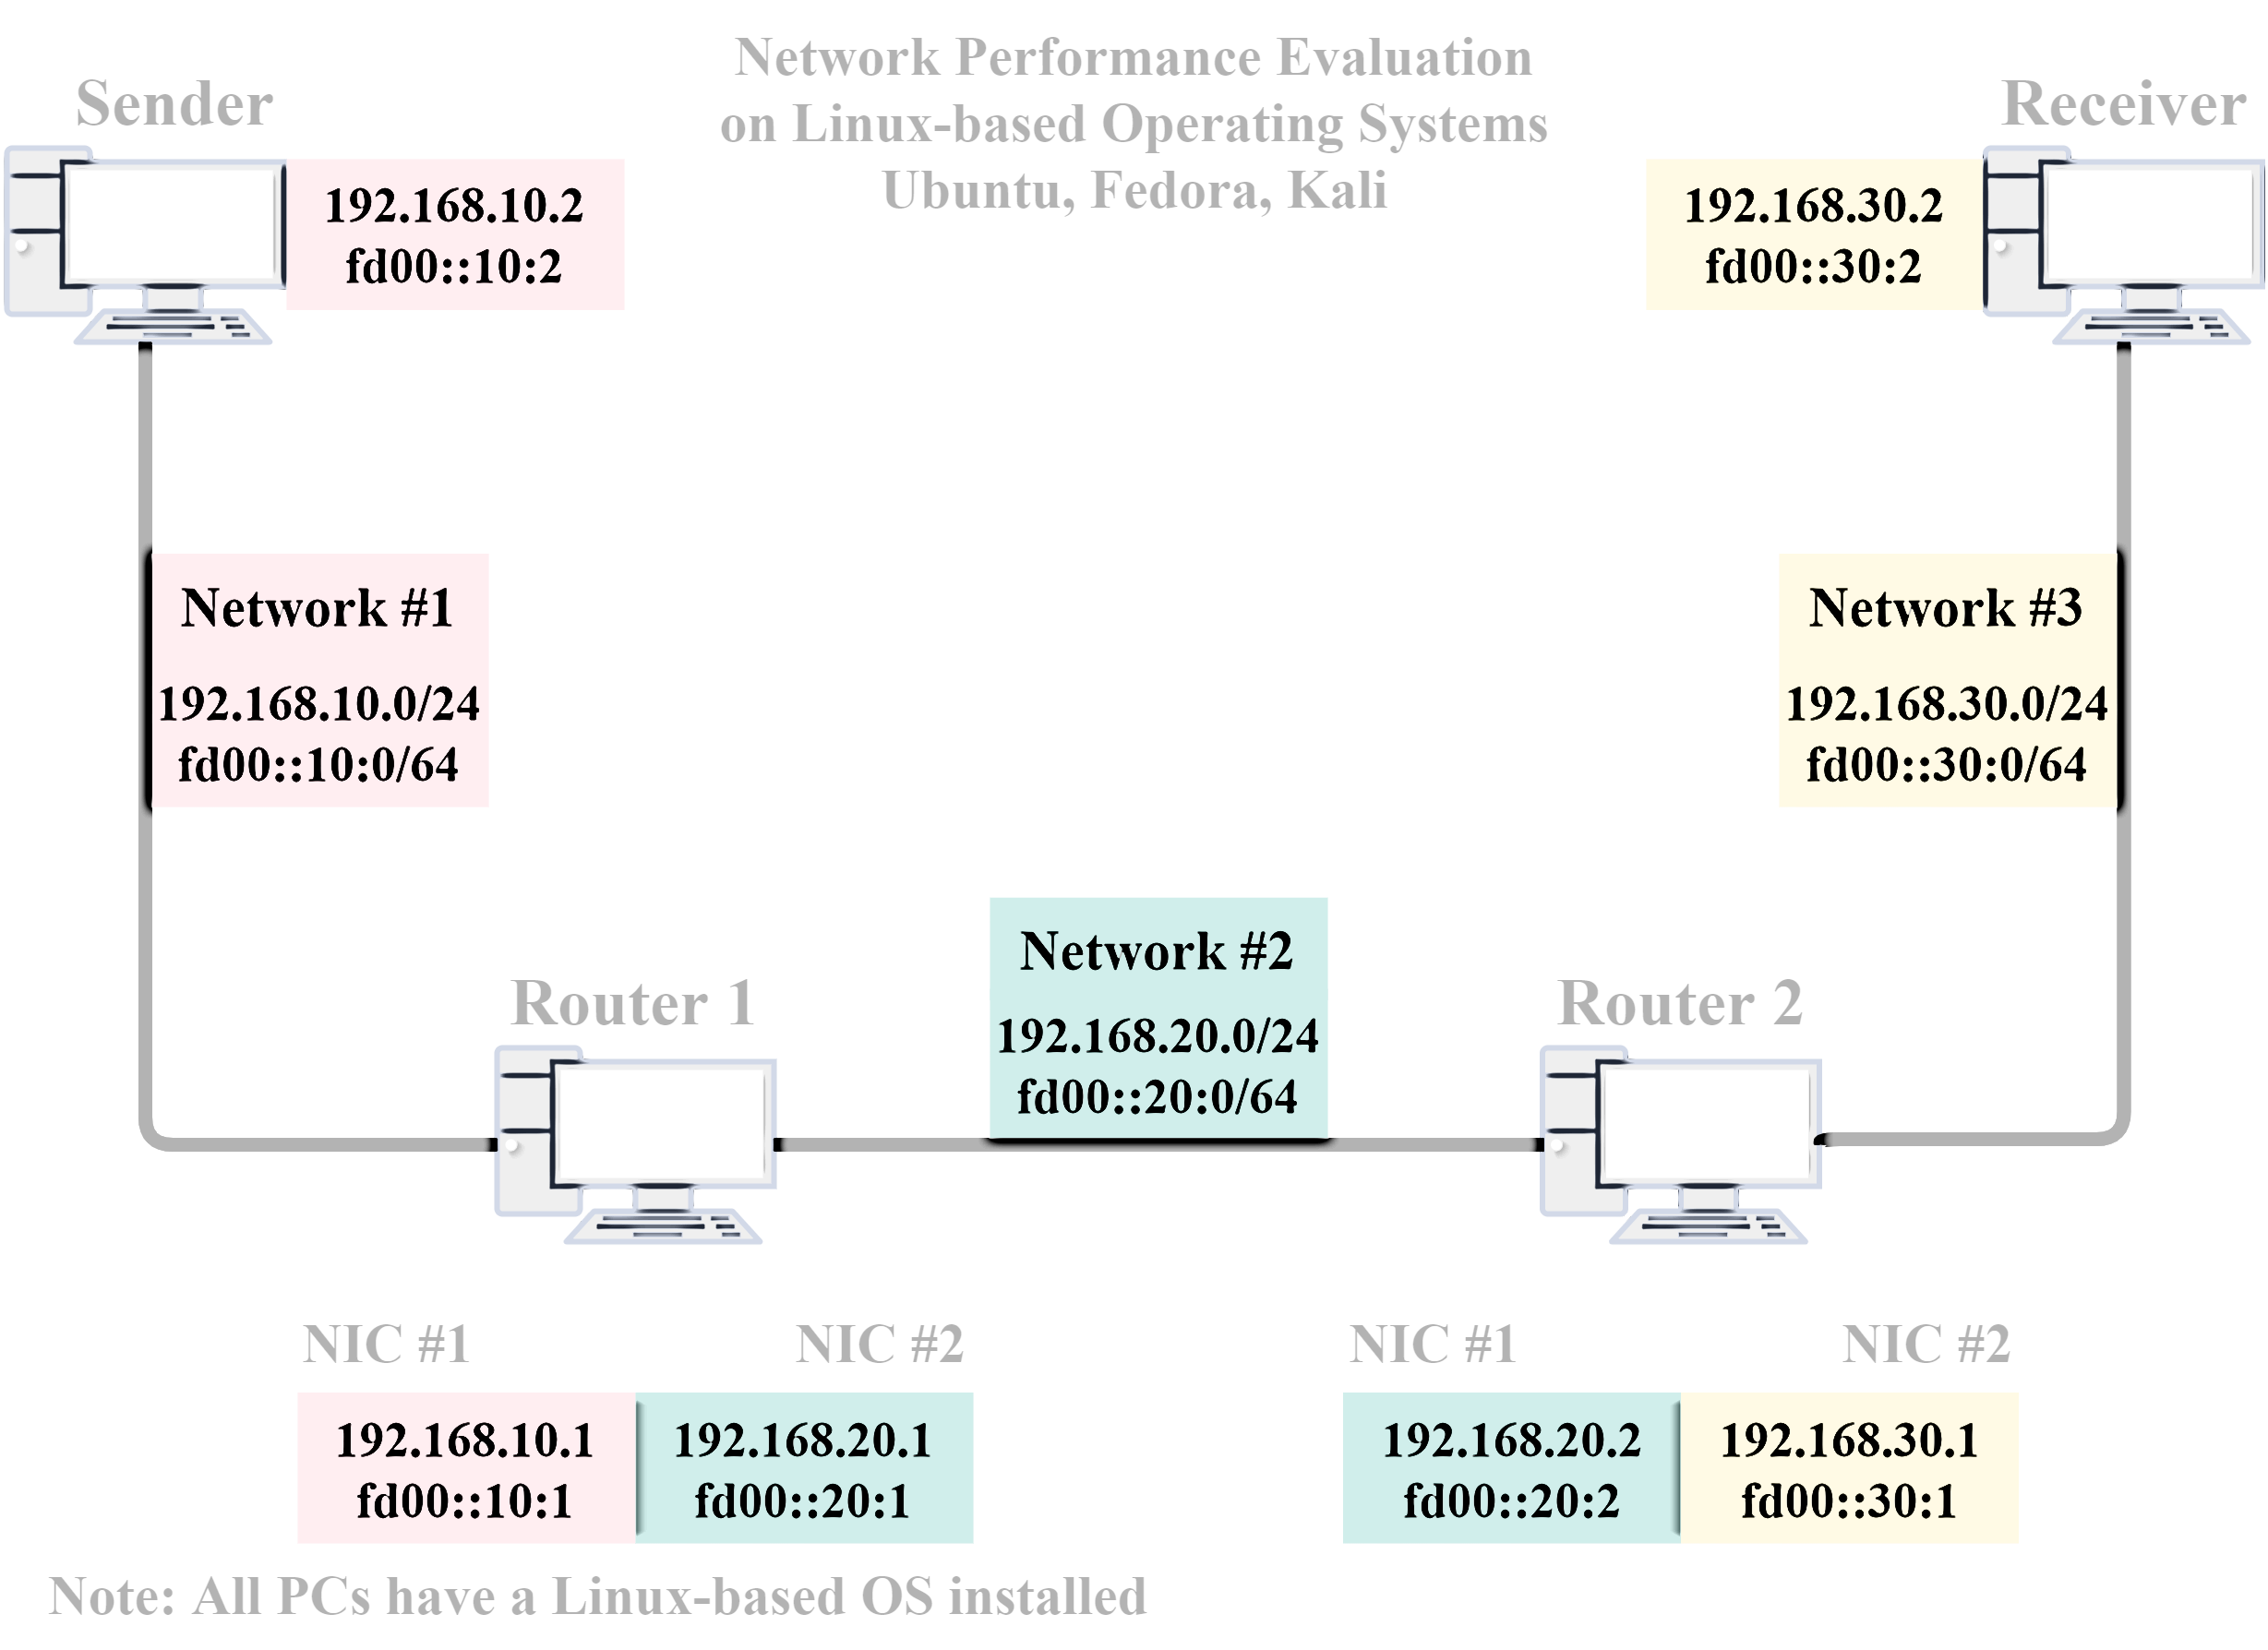 Network Performance Evaluation
on Linux-based Operating Systems
Ubuntu, Fedora, Kali
Sender
192.168.10.2
fd00::10:2
Receiver
192.168.30.2
fd00::30:2
Network #1
192.168.10.0/24
fd00::10:0/64
Network #3
192.168.30.0/24
fd00::30:0/64
Network #2
192.168.20.0/24
fd00::20:0/64
Router 1
Router 2
NIC #1
NIC #2
192.168.10.1
fd00::10:1
192.168.20.1
fd00::20:1
NIC #1
NIC #2
192.168.20.2
fd00::20:2
192.168.30.1
fd00::30:1
Note: All PCs have a Linux-based OS installed